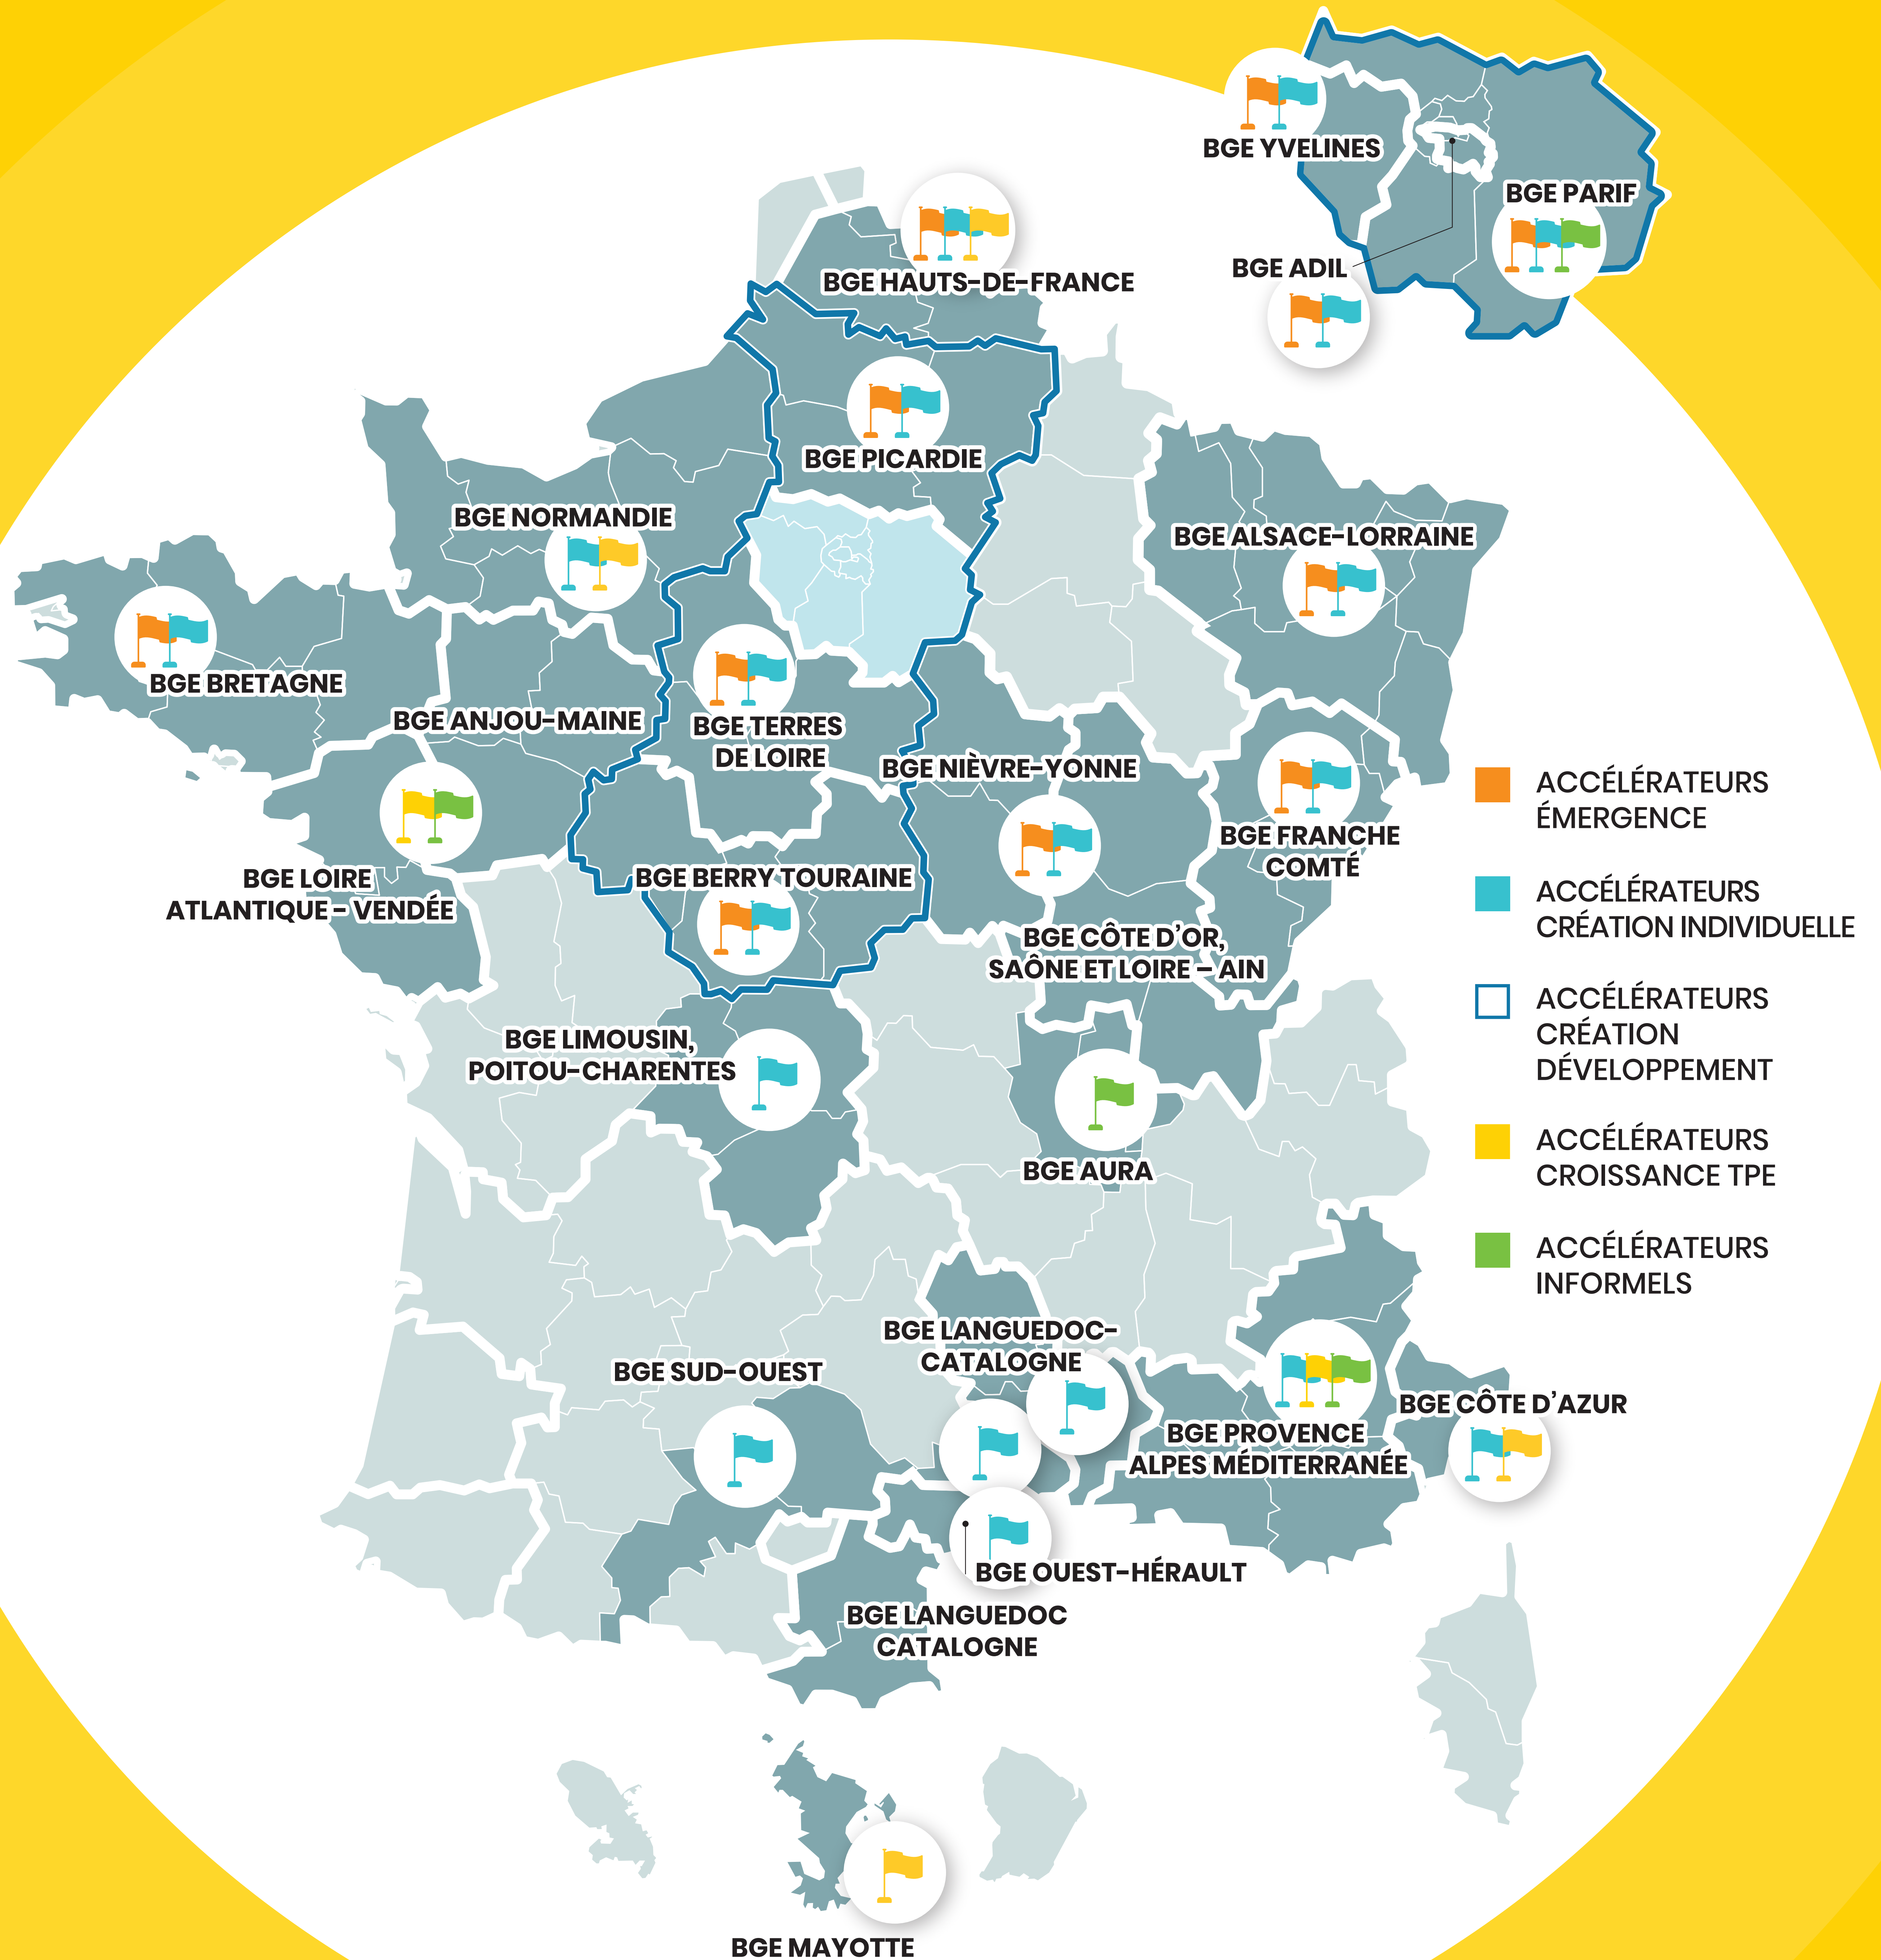 BGE YVELINES
BGE PARIF
BGE ADIL
BGE HAUTS-DE-FRANCE
BGE PICARDIE
BGE NORMANDIE
BGE ALSACE-LORRAINE
BGE BRETAGNE
BGE ANJOU-MAINE
BGE TERRES
DE LOIRE
BGE NIÈVRE-YONNE
BGE FRANCHE
COMTÉ
BGE LOIRE
ATLANTIQUE - VENDÉE
BGE BERRY TOURAINE
BGE CÔTE D'OR,
SAÔNE ET LOIRE – AIN
BGE LIMOUSIN,
POITOU-CHARENTES
BGE AURA
BGE LANGUEDOC-
CATALOGNE
BGE SUD-OUEST
BGE PROVENCE
ALPES MÉDITERRANÉE
BGE CÔTE D'AZUR
BGE OUEST-HÉRAULT
BGE LANGUEDOC
CATALOGNE
BGE MAYOTTE
ACCÉLÉRATEURS
ÉMERGENCE
ACCÉLÉRATEURS
CRÉATION INDIVIDUELLE
ACCÉLÉRATEURS
CRÉATION
DÉVELOPPEMENT
ACCÉLÉRATEURS
CROISSANCE TPE
ACCÉLÉRATEURS
INFORMELS